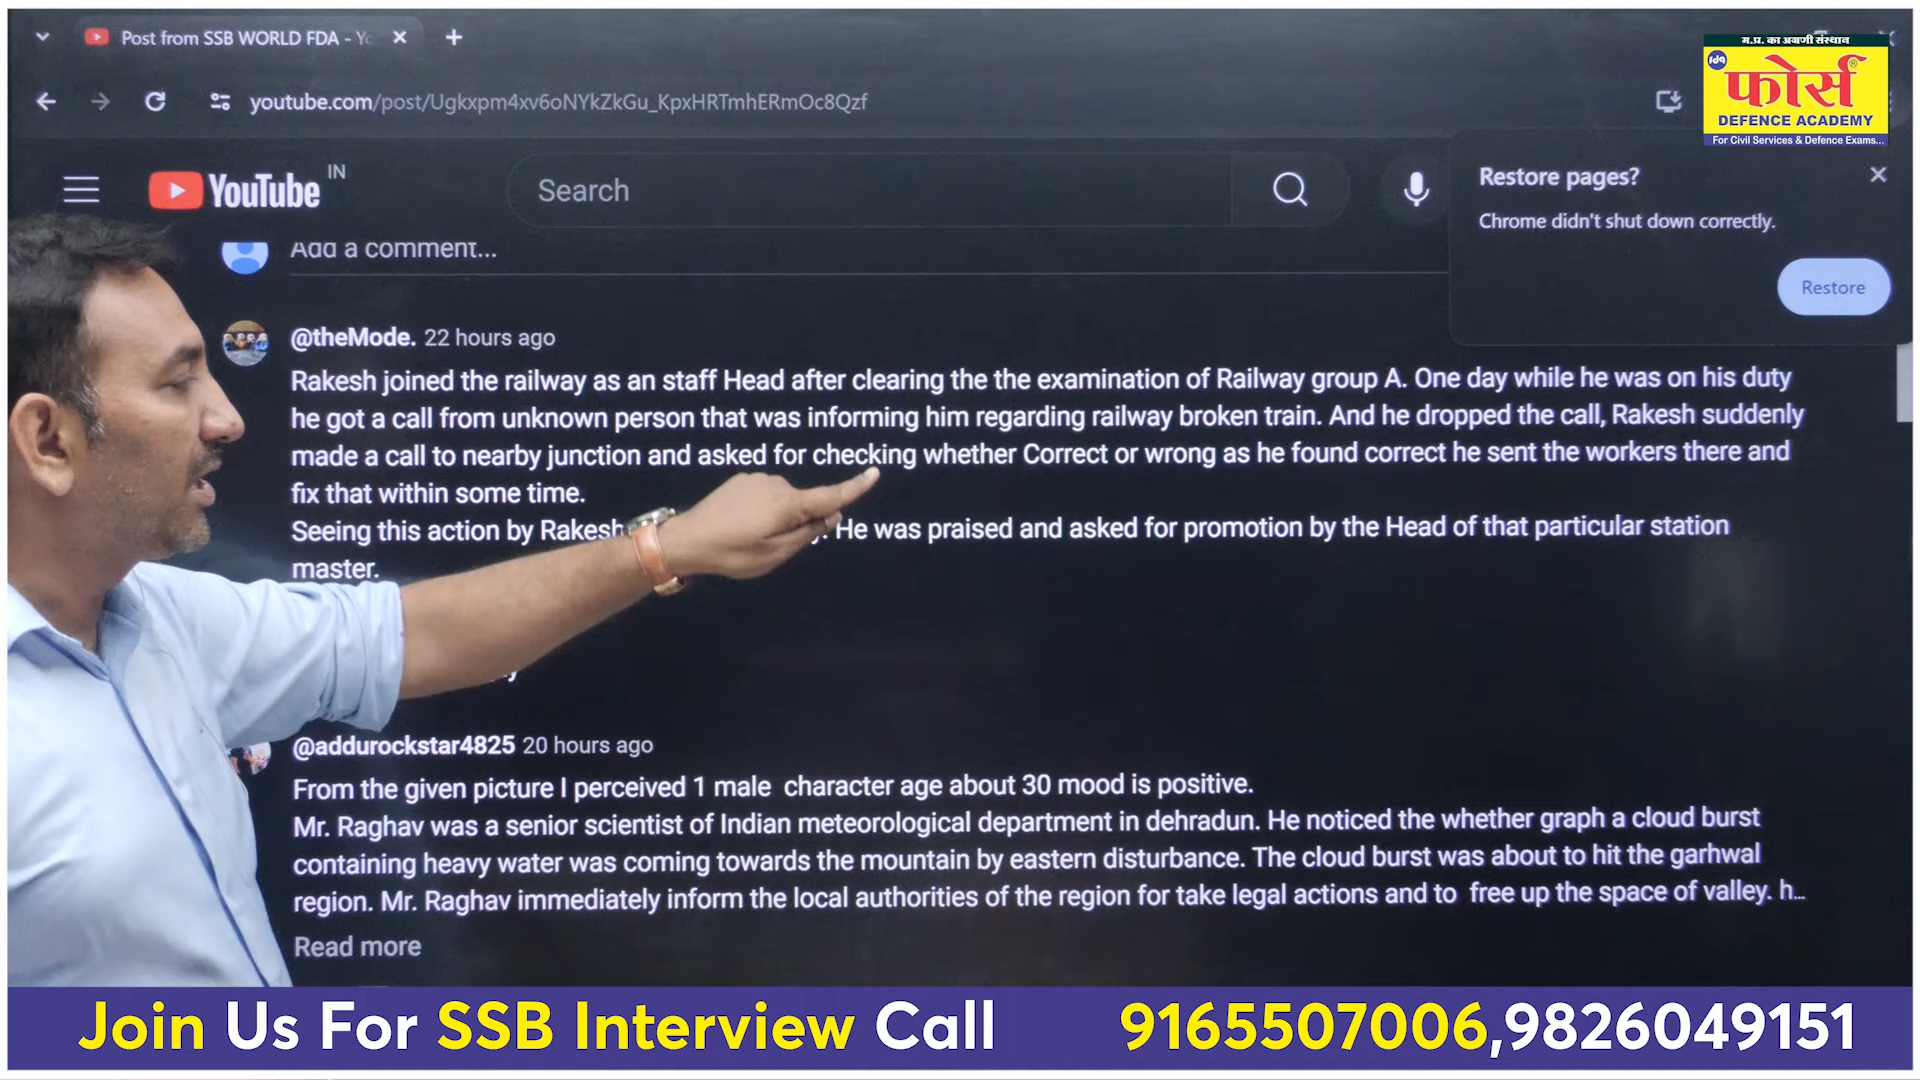 Post from SSB WORLD FDA - Yo
म.प्र. का अग्रणी संस्थान
fda
फोर्स
DEFENCE ACADEMY
For Civil Services & Defence Exams...
youtube.com/post/Ugkxpm4xv6oNYkZkGu_KpxHRTmhERmOc8Qzf
YouTube IN
Search
Restore pages?
Chrome didn't shut down correctly.
Restore
Add a comment...
@theMode. 22 hours ago
Rakesh joined the railway as an staff Head after clearing the the examination of Railway group A. One day while he was on his duty
he got a call from unknown person that was informing him regarding railway broken train. And he dropped the call, Rakesh suddenly
made a call to nearby junction and asked for checking whether Correct or wrong as he found correct he sent the workers there and
fix that within some time.
Seeing this action by Rakesh He was praised and asked for promotion by the Head of that particular station
master.
@addurockstar4825 20 hours ago
From the given picture I perceived 1 male character age about 30 mood is positive.
Mr. Raghav was a senior scientist of Indian meteorological department in dehradun. He noticed the whether graph a cloud burst
containing heavy water was coming towards the mountain by eastern disturbance. The cloud burst was about to hit the garhwal
region. Mr. Raghav immediately inform the local authorities of the region for take legal actions and to free up the space of valley. h...
Read more
Join Us For SSB Interview Call 9165507006,9826049151